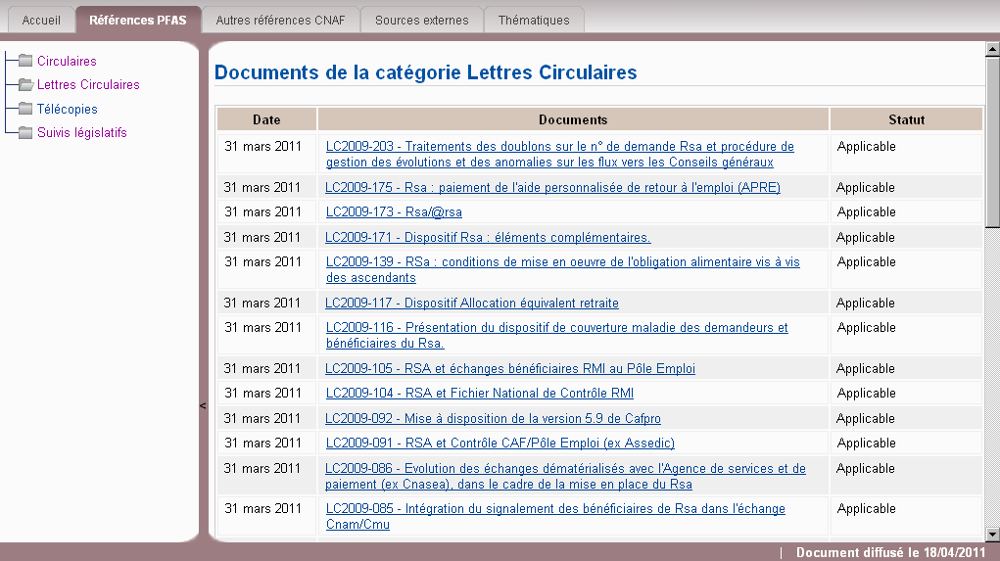 Accueil Références PFAS Autres références CNAF Sources externes Thématiques
Circulaires
Lettres Circulaires
Télécopies
Suivis législatifs
<
Documents de la catégorie Lettres Circulaires
Date Documents Statut
31 mars 2011 LC2009-203 - Traitements des doublons sur le n° de demande Rsa et procédure de Applicable
gestion des évolutions et des anomalies sur les flux vers les Conseils généraux
31 mars 2011 LC2009-175 - Rsa : paiement de l'aide personnalisée de retour à l'emploi (APRE) Applicable
31 mars 2011 LC2009-173 - Rsa/@rsa Applicable
31 mars 2011 LC2009-171 - Dispositif Rsa : éléments complémentaires. Applicable
31 mars 2011 LC2009-139 - RSa : conditions de mise en oeuvre de l'obligation alimentaire vis à vis Applicable
des ascendants
31 mars 2011 LC2009-117 - Dispositif Allocation équivalent retraite Applicable
31 mars 2011 LC2009-116 - Présentation du dispositif de couverture maladie des demandeurs et Applicable
bénéficiaires du Rsa.
31 mars 2011 LC2009-105 - RSA et échanges bénéficiaires RMI au Pôle Emploi Applicable
31 mars 2011 LC2009-104 - RSA et Fichier National de Contrôle RMI Applicable
31 mars 2011 LC2009-092 - Mise à disposition de la version 5.9 de Cafpro Applicable
31 mars 2011 LC2009-091 - RSA et Contrôle CAF/Pôle Emploi (ex Assedic) Applicable
31 mars 2011 LC2009-086 - Evolution des échanges dématérialisés avec l'Agence de services et de Applicable
paiement (ex Cnasea), dans le cadre de la mise en place du Rsa
31 mars 2011 LC2009-085 - Intégration du signalement des bénéficiaires de Rsa dans l'échange Applicable
Cnam/Cmu
| Document diffusé le 18/04/2011